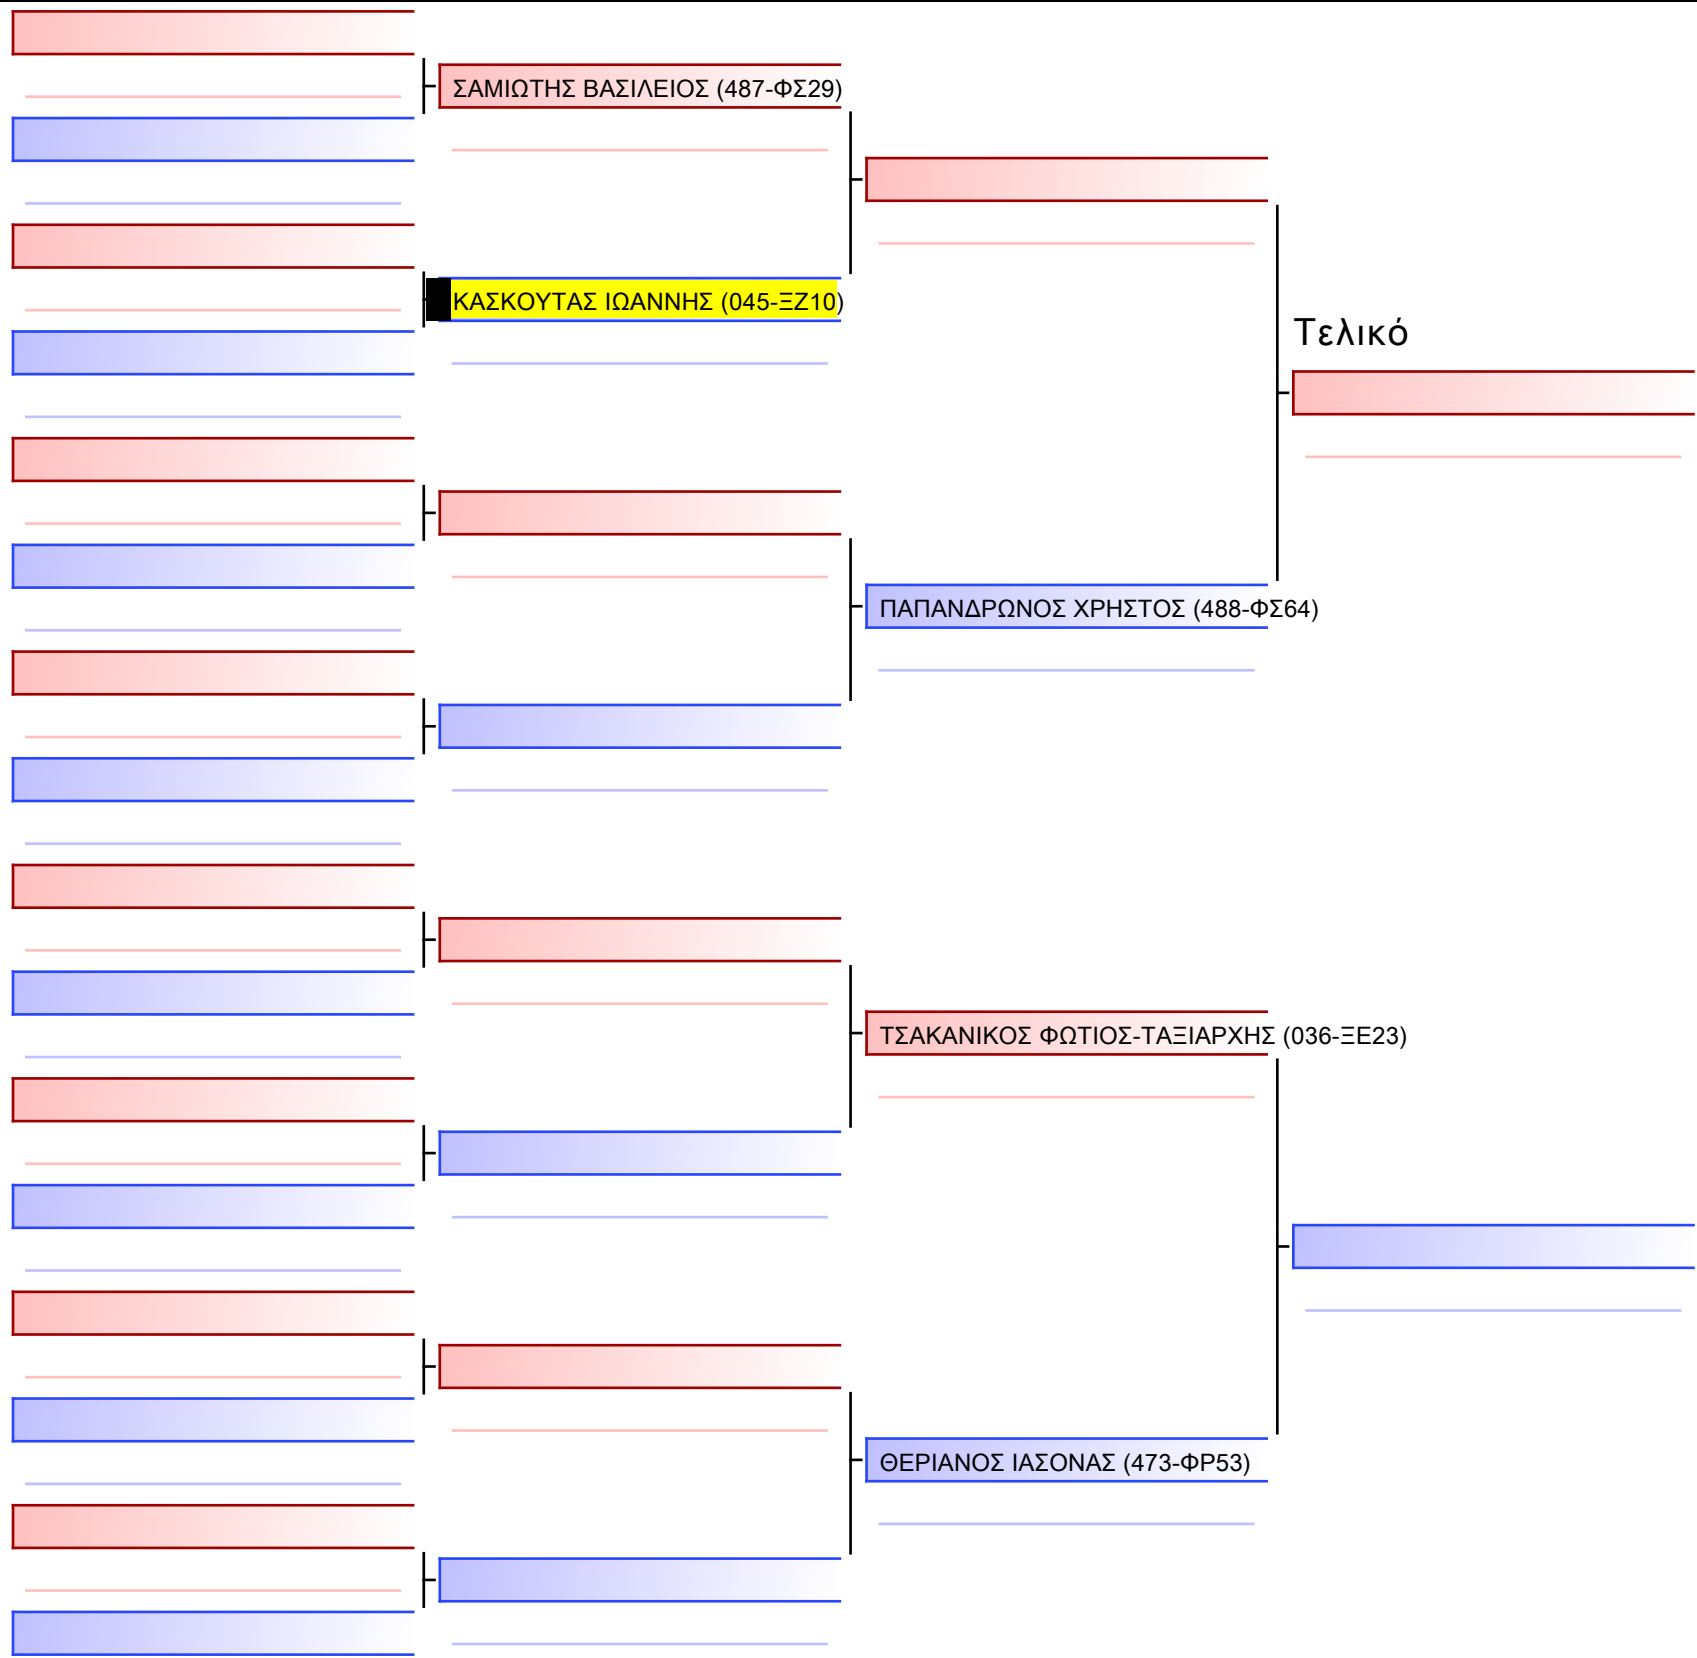 ΣΑΜΙΩΤΗΣ ΒΑΣΙΛΕΙΟΣ (487-ΦΣ29)
ΚΑΣΚΟΥΤΑΣ ΙΩΑΝΝΗΣ (045-ΞΖ10)
Τελικό
ΠΑΠΑΝΔΡΩΝΟΣ ΧΡΗΣΤΟΣ (488-ΦΣ64)
ΤΣΑΚΑΝΙΚΟΣ ΦΩΤΙΟΣ-ΤΑΞΙΑΡΧΗΣ (036-ΞΕ23)
ΘΕΡΙΑΝΟΣ ΙΑΣΟΝΑΣ (473-ΦΡ53)